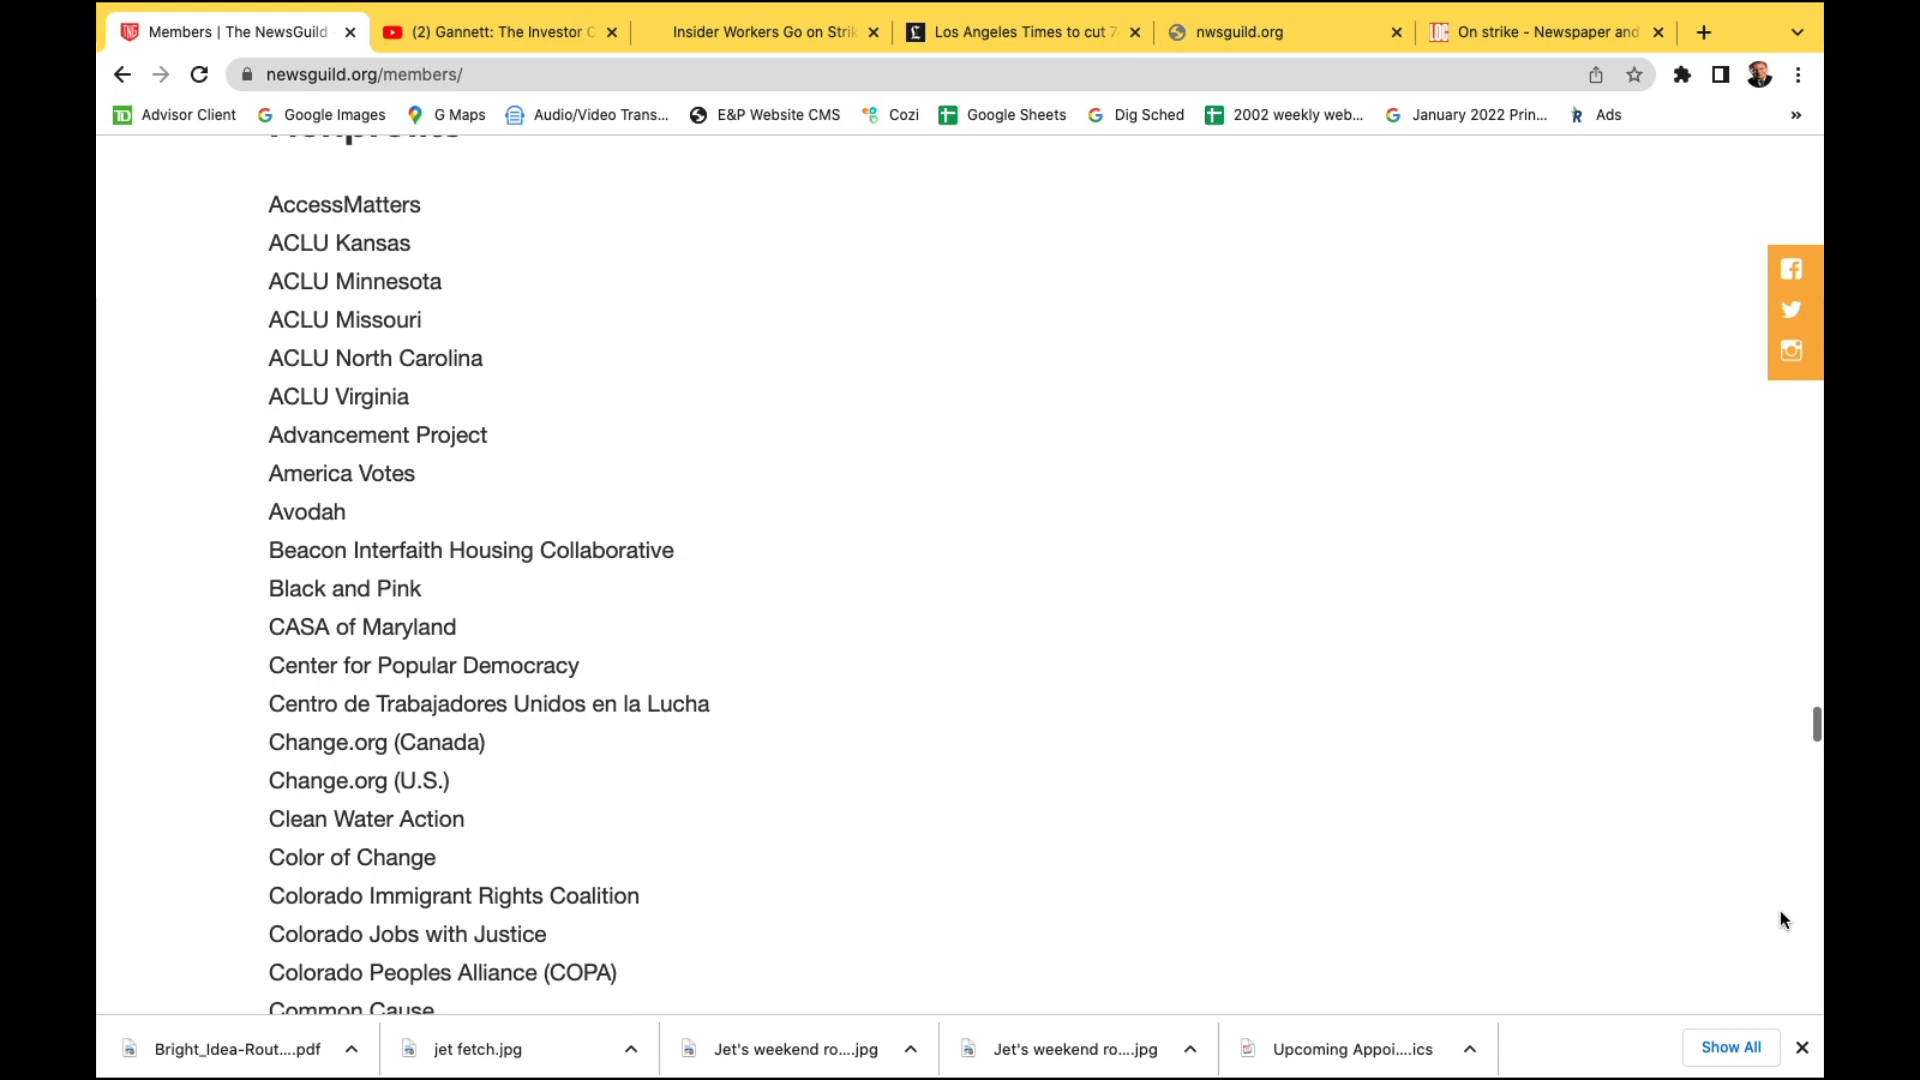 Members | The NewsGuild
(2) Gannett: The Investor C
Insider Workers Go on Strik
Los Angeles Times to cut 7
nwsguild.org
On strike - Newspaper and
newsguild.org/members/
Advisor Client
Google Images
G Maps
Audio/Video Trans...
E&P Website CMS
Cozi
Google Sheets
Dig Sched
2002 weekly web...
January 2022 Prin...
Ads
»
AccessMatters
ACLU Kansas
ACLU Minnesota
ACLU Missouri
ACLU North Carolina
ACLU Virginia
Advancement Project
America Votes
Avodah
Beacon Interfaith Housing Collaborative
Black and Pink
CASA of Maryland
Center for Popular Democracy
Centro de Trabajadores Unidos en la Lucha
Change.org (Canada)
Change.org (U.S.)
Clean Water Action
Color of Change
Colorado Immigrant Rights Coalition
Colorado Jobs with Justice
Colorado Peoples Alliance (COPA)
Common Cause
Bright_Idea-Rout....pdf
jet fetch.jpg
Jet's weekend ro....jpg
Jet's weekend ro....jpg
Upcoming Appoi....ics
Show All